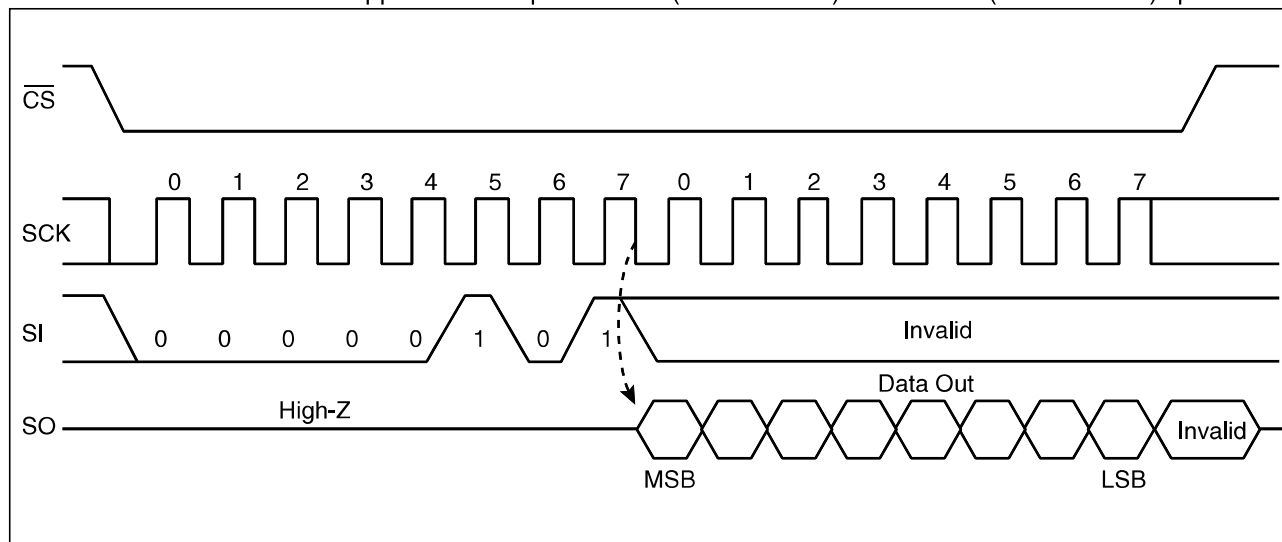 CS
0 1 2 3 4 5 6 7 0 1 2 3 4 5 6 7
SCK
SI
0 0 0 0 0 1 0 1
Invalid
Data Out
High-Z
SO
Invalid
MSB
LSB